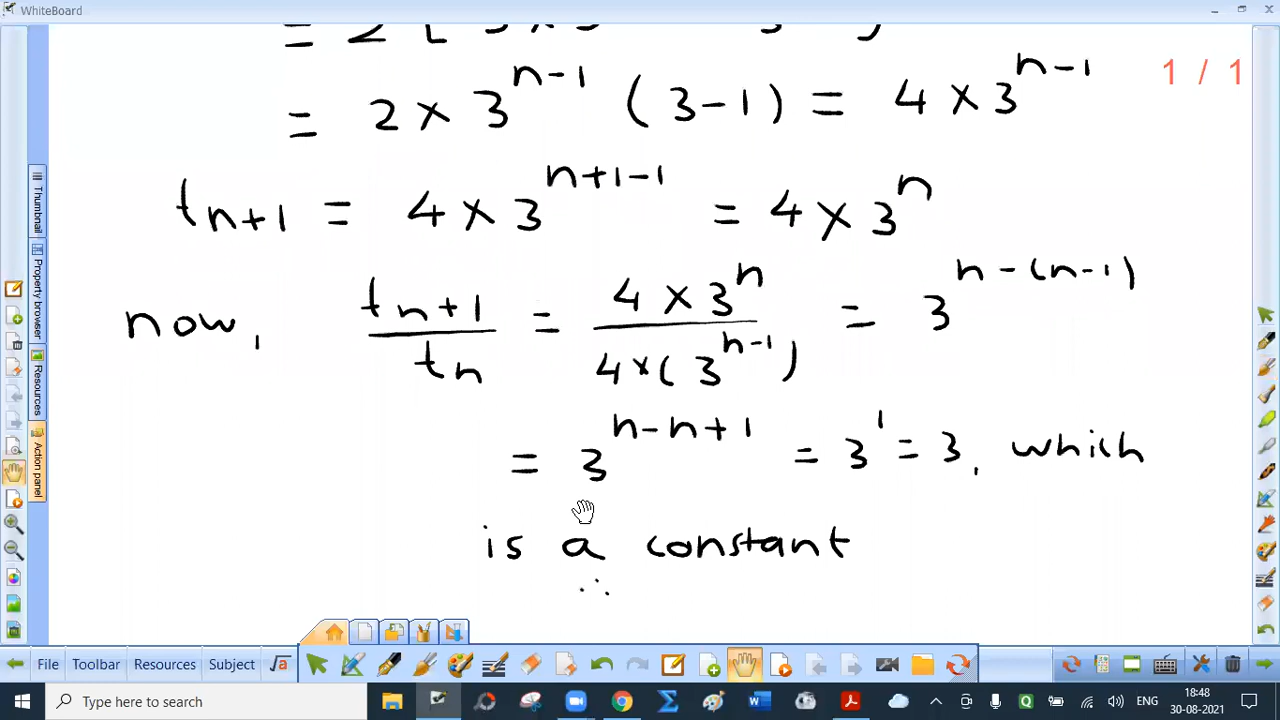 WhiteBoard
1 / 1
= 2 × 3^{n-1} (3-1) = 4 × 3^{n-1}
t_{n+1} = 4 × 3^{n+1-1} = 4 × 3^n
now, \frac{t_{n+1}}{t_n} = \frac{4 × 3^n}{4 × (3^{n-1})} = 3^{n-(n-1)}
= 3^{n-n+1} = 3^1 = 3, which
is a constant
∴
Thumbnail
Property browser
Resources
Action panel
File Toolbar Resources Subject √a
Type here to search
W
Q
ENG
18:48
30-08-2021